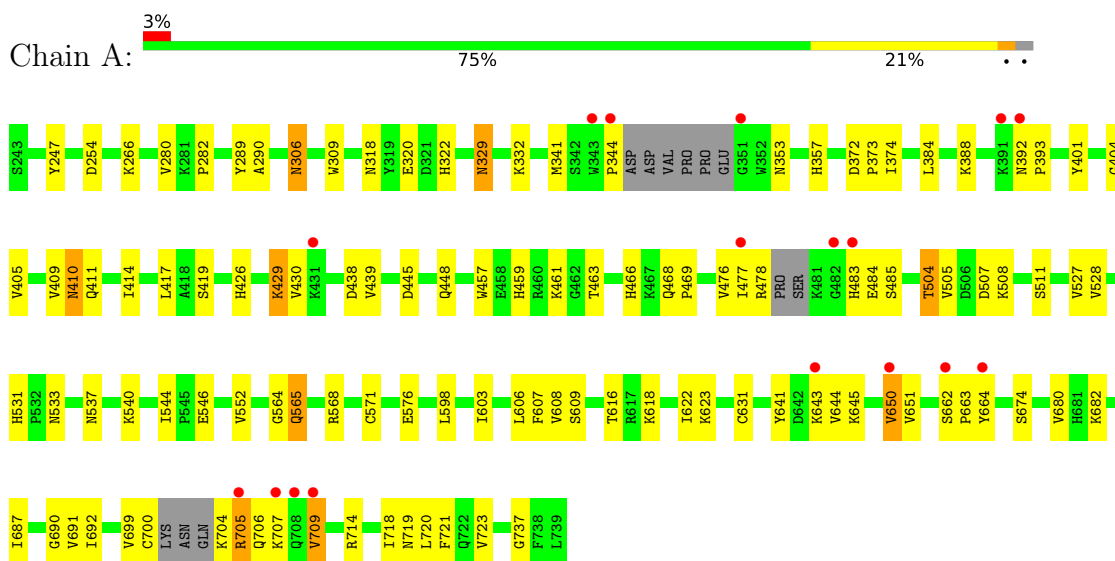 3%
Chain A:
75% 21% • •
S243 Y247 D254 K266 V280 K281 P282 Y289 A290 N306 W309 N318 Y319 E320 D321 H322 N329 K332 M341 S342 W343 P344 ASP ASP VAL PRO PRO GLU G351 W352 N353 H357 D372 P373 I374 L384 K388 K391 N392 P393 Y401
V405 V409 N410 Q411 I414 L417 A418 S419 H426 K429 V430 K431 D438 V439 D445 Q448 W457 E458 H459 R460 K461 G462 T463 H466 K467 Q468 P469 V476 I477 R478 PRO SER K481 G482 H483 E484 S485 T504 V505 D506 D507 K508 S511 V527 V528
H531 P532 N533 N537 K540 I544 P545 E546 V552 G564 Q565 R568 C571 E576 L598 I603 L606 F607 V608 S609 T616 R617 K618 I622 K623 C631 Y641 D642 K643 V644 K645 V650 V651 S662 P663 Y664 S674 V680 H681 K682
I687 G690 V691 I692 V699 C700 LYS ASN GLN K704 R705 Q706 K707 Q708 V709 R714 I718 N719 L720 F721 Q722 V723 G737 F738 L739